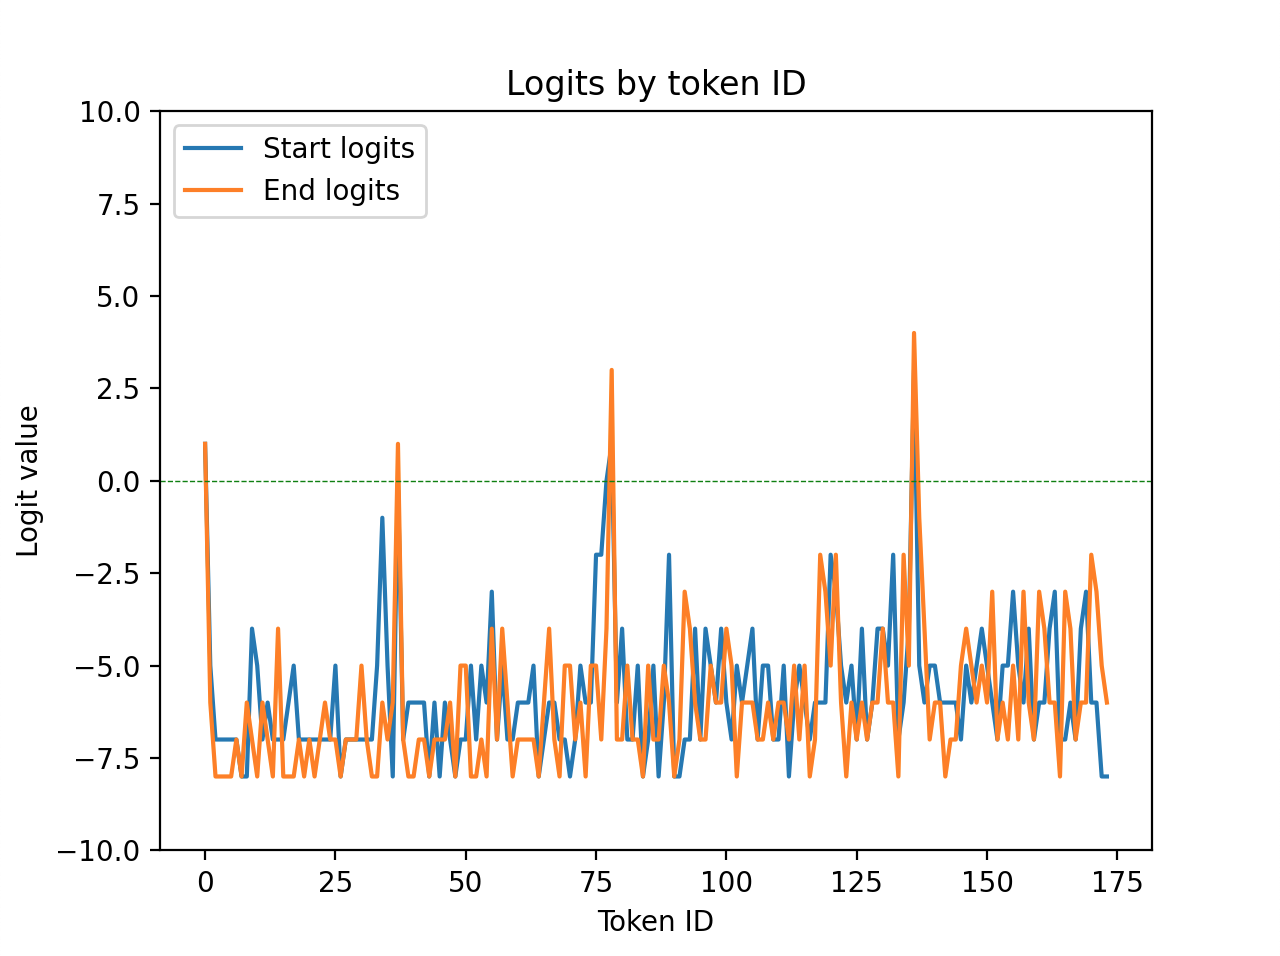 Logits by token ID
Start logits
End logits
10.0
7.5
5.0
2.5
0.0
−2.5
−5.0
−7.5
−10.0
Logit value
0 25 50 75 100 125 150 175
Token ID